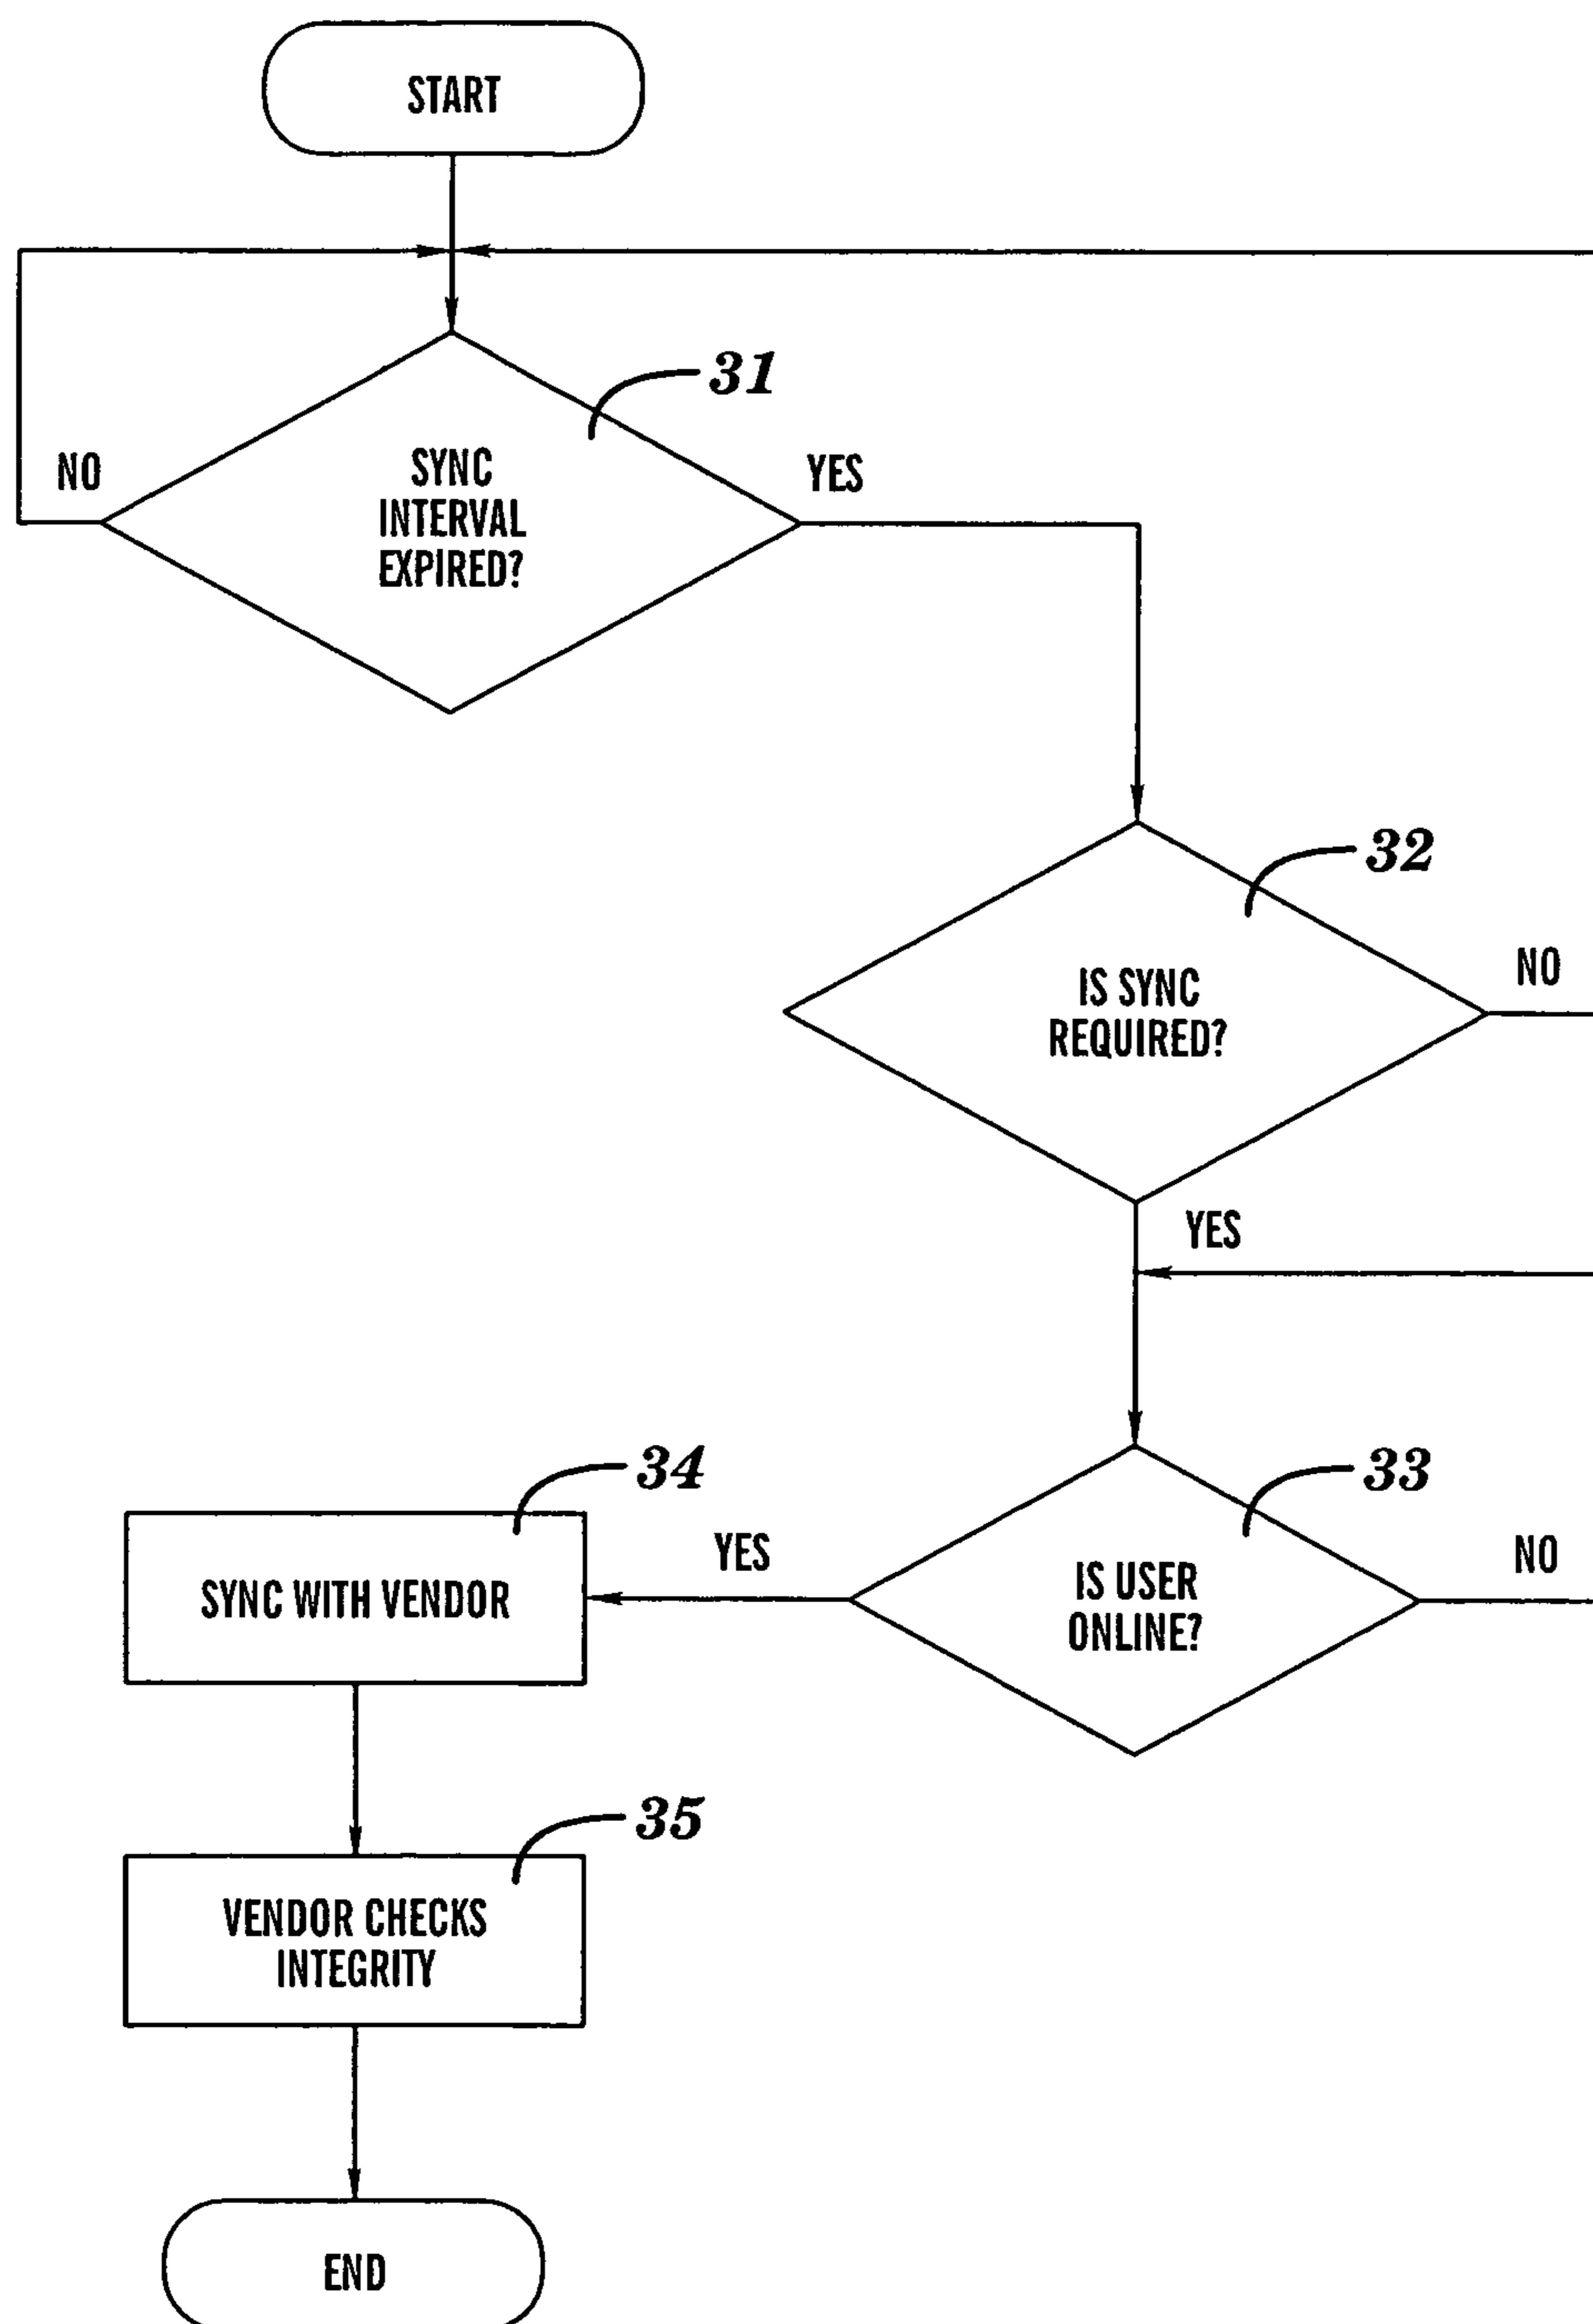 START
31
NO
SYNC
INTERVAL
EXPIRED?
YES
32
IS SYNC
REQUIRED?
NO
YES
33
34
YES
IS USER
ONLINE?
NO
SYNC WITH VENDOR
35
VENDOR CHECKS
INTEGRITY
END